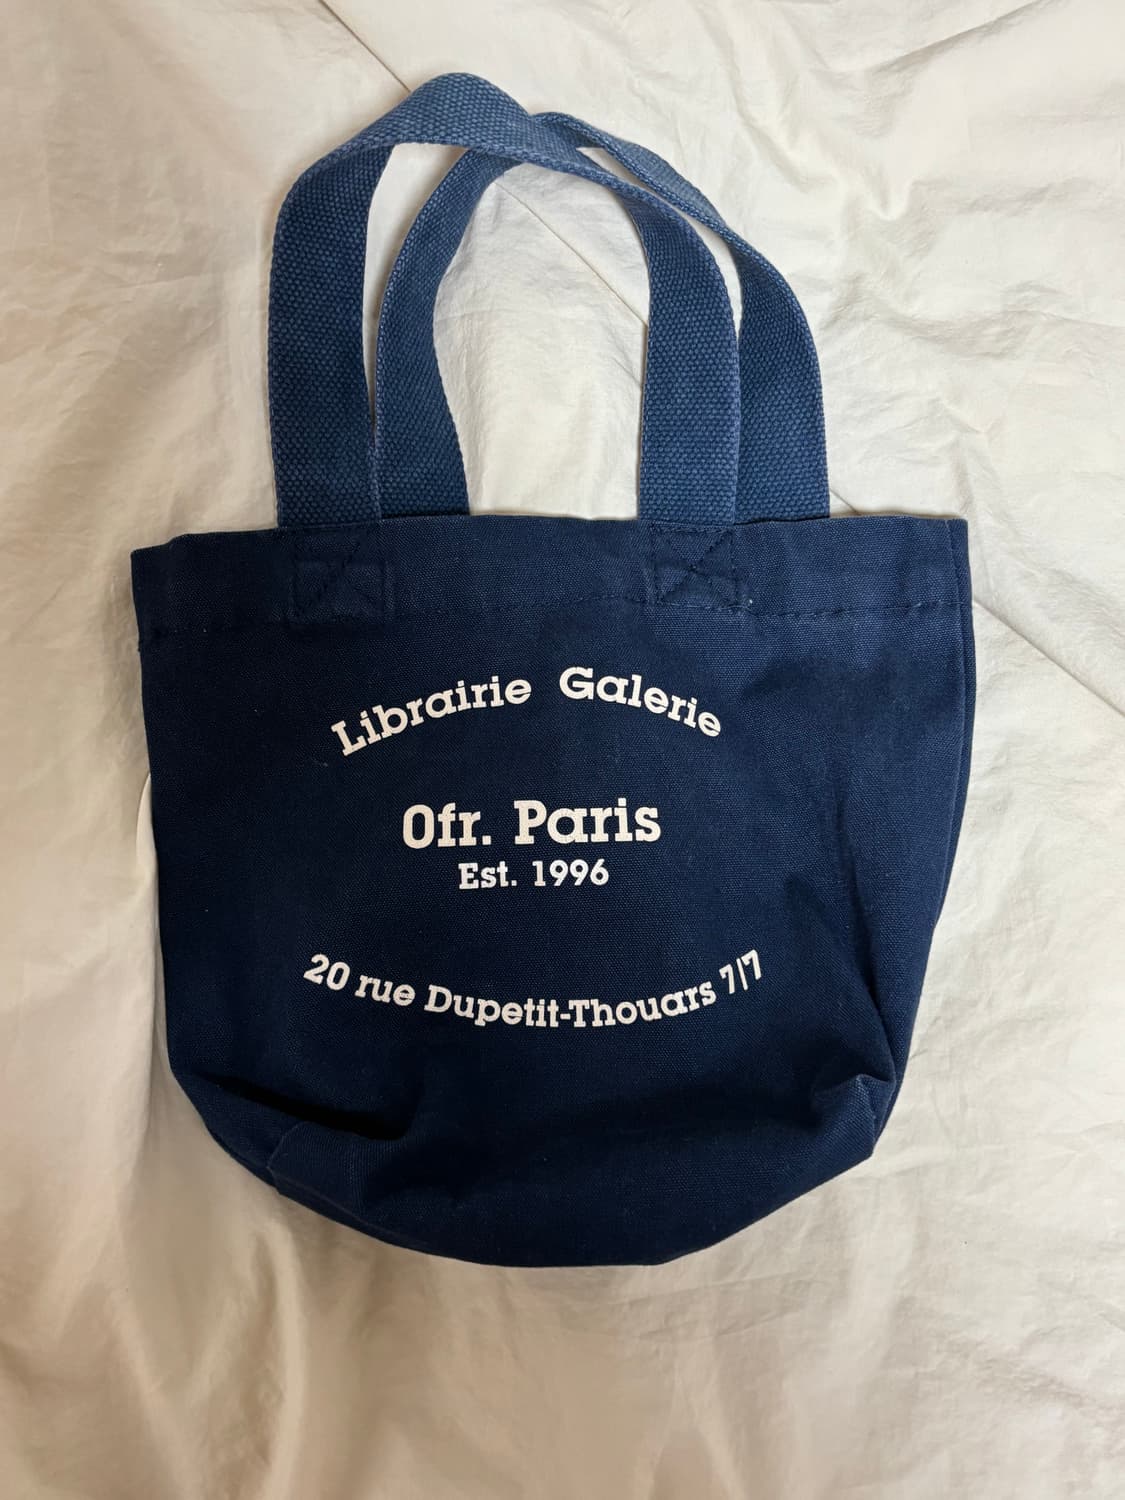 Librairie Galerie
Ofr. Paris
Est. 1996
20 rue Dupetit-Thouars 7/7